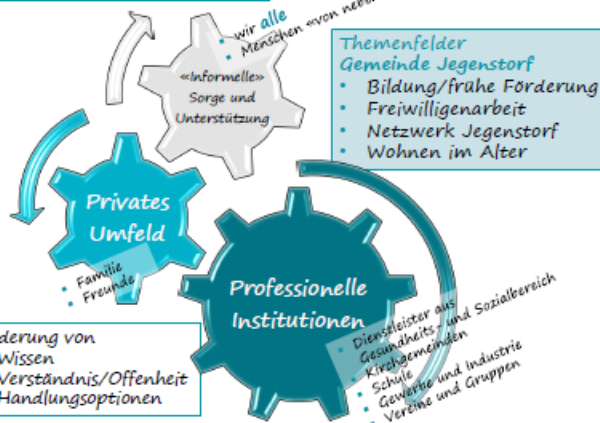 wir alle
Menschen «von
«Informelle»
Sorge und
Unterstützung
Themenfelder
Gemeinde Jegenstorf
Bildung/frühe Förderung
Freiwilligenarbeit
Netzwerk Jegenstorf
Wohnen im Alter
Privates
Umfeld
Familie
Freunde
Professionelle
Institutionen
Dienstleister aus
Gesundheits- und Sozialbereich
Kirchgemeinden
Schule
Gewerbe und Industrie
Vereine und Gruppen
von
Wissen
Verständnis/Offenheit
Handlungsoptionen